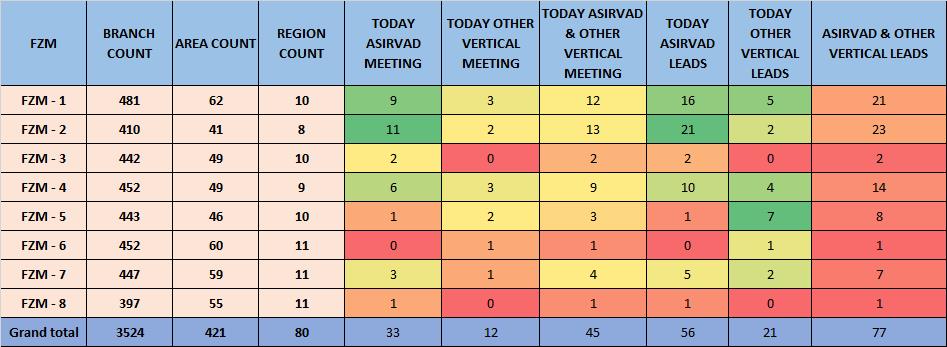 FZM BRANCH COUNT AREA COUNT REGION COUNT TODAY ASIRVAD MEETING TODAY OTHER VERTICAL MEETING TODAY ASIRVAD & OTHER VERTICAL MEETING TODAY ASIRVAD LEADS TODAY OTHER VERTICAL LEADS ASIRVAD & OTHER VERTICAL LEADS
FZM - 1 481 62 10 9 3 12 16 5 21
FZM - 2 410 41 8 11 2 13 21 2 23
FZM - 3 442 49 10 2 0 2 2 0 2
FZM - 4 452 49 9 6 3 9 10 4 14
FZM - 5 443 46 10 1 2 3 1 7 8
FZM - 6 452 60 11 0 1 1 0 1 1
FZM - 7 447 59 11 3 1 4 5 2 7
FZM - 8 397 55 11 1 0 1 1 0 1
Grand total 3524 421 80 33 12 45 56 21 77